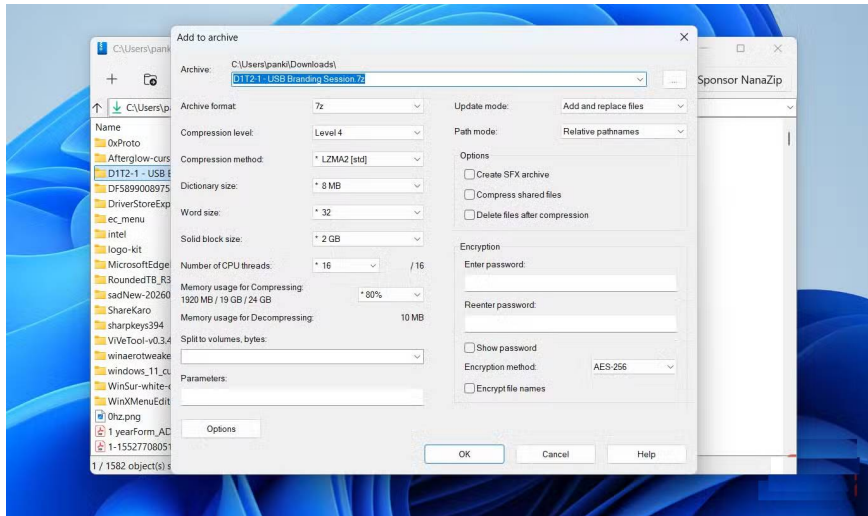 C:\Users\pank
Add to archive
Archive:
C:\Users\panki\Downloads\
D1T2-1 - USB Branding Session.7z
...
Sponsor NanaZip
C:\Users\p
Archive format:
7z
Update mode:
Add and replace files
Compression level:
Level 4
Path mode:
Relative pathnames
Compression method:
* LZMA2 [std]
Options
Create SFX archive
Compress shared files
Delete files after compression
Dictionary size:
* 8 MB
Word size:
* 32
Solid block size:
* 2 GB
Number of CPU threads:
* 16
/ 16
Memory usage for Compressing:
1920 MB / 19 GB / 24 GB
* 80%
Memory usage for Decompressing:
10 MB
Split to volumes, bytes:
Parameters:
Options
Encryption
Enter password:
Reenter password:
Show password
Encryption method:
AES-256
Encrypt file names
OK
Cancel
Help
Name
0xProto
Afterglow-curs
D1T2-1 - USB B
DF5899008975
DriverStoreExp
ec_menu
intel
logo-kit
MicrosoftEdge
RoundedTB_R3
sadNew-20260
ShareKaro
sharpkeys394
ViVeTool-v0.3.4
winaerotweake
windows_11_cu
WinSur-white-c
WinXMenuEdit
0hz.png
1 yearForm_AD
1-15527708051
1 / 1582 object(s) s